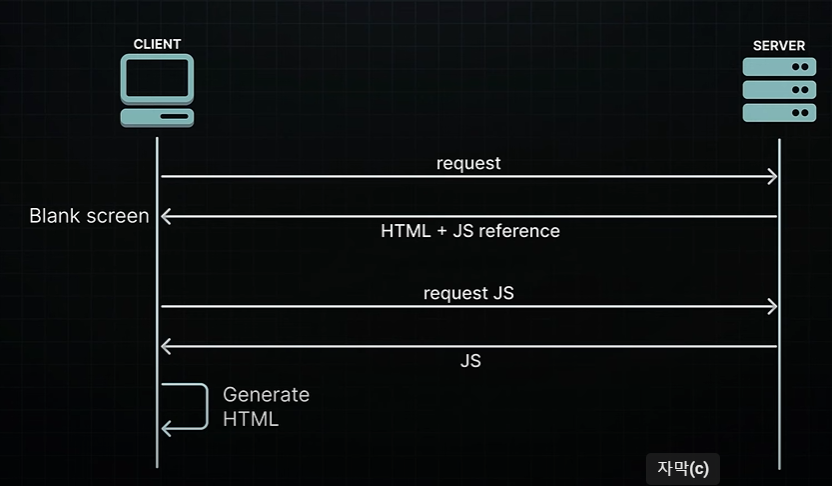 CLIENT
SERVER
request
Blank screen
HTML + JS reference
request JS
JS
Generate
HTML
자막(c)